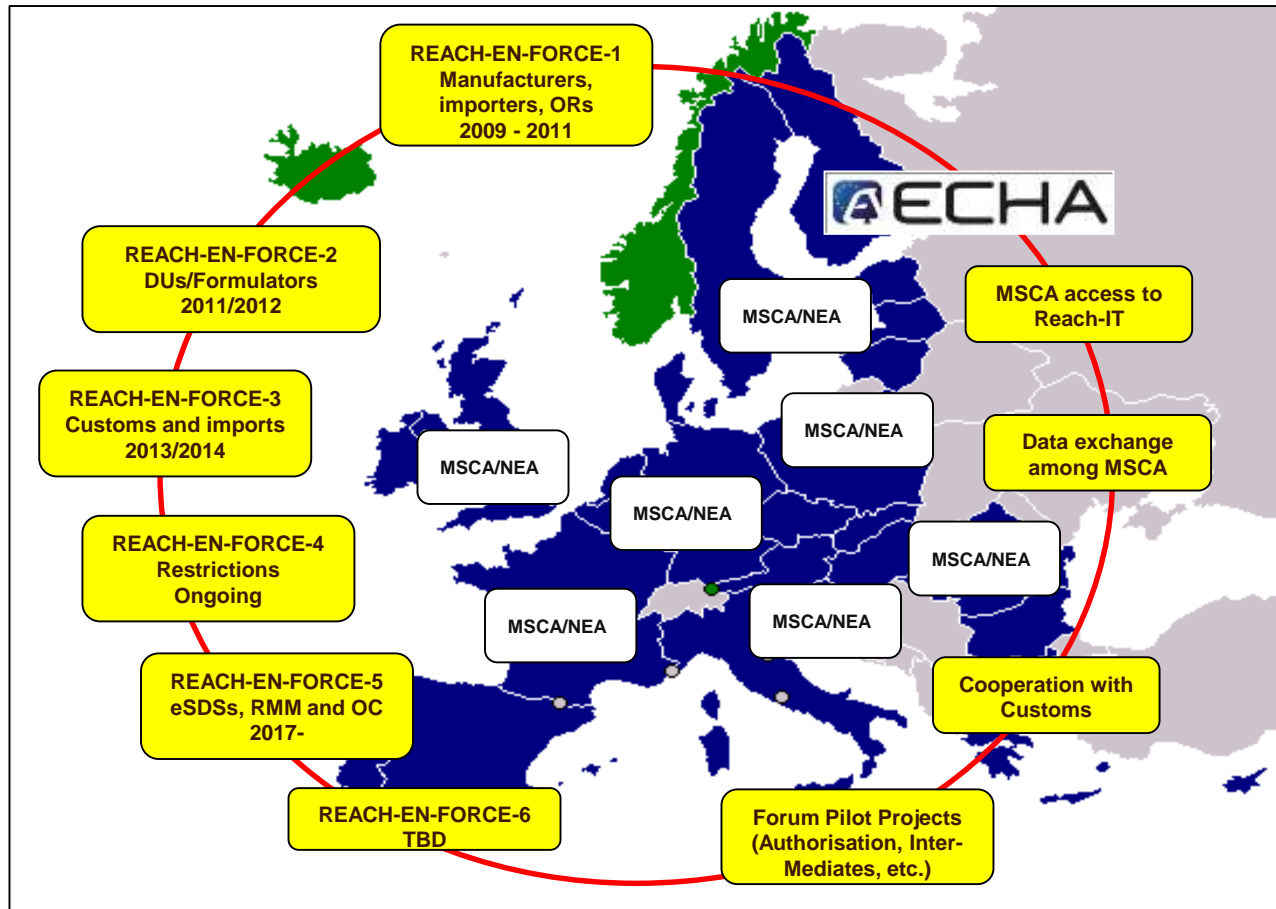 REACH-EN-FORCE-1
Manufacturers,
importers, ORs
2009 - 2011
ECHA
REACH-EN-FORCE-2
DUs/Formulators
2011/2012
MSCA access to
Reach-IT
MSCA/NEA
REACH-EN-FORCE-3
Customs and imports
2013/2014
MSCA/NEA
Data exchange
among MSCA
MSCA/NEA
MSCA/NEA
REACH-EN-FORCE-4
Restrictions
Ongoing
MSCA/NEA
MSCA/NEA
MSCA/NEA
REACH-EN-FORCE-5
eSDSs, RMM and OC
2017-
Cooperation with
Customs
REACH-EN-FORCE-6
TBD
Forum Pilot Projects
(Authorisation, Inter-
Mediates, etc.)